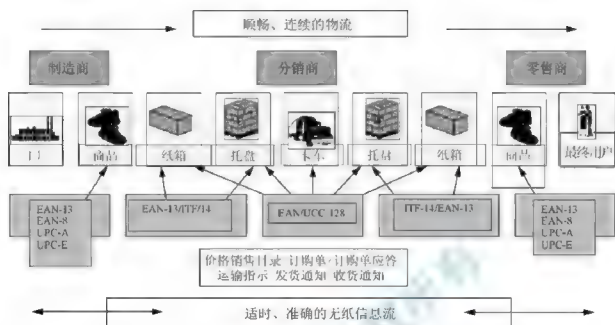 顺畅、连续的物流
制造商
分销商
零售商
商品
纸箱
托盘
卡车
托盘
纸箱
商品
最终用户
EAN-13
EAN-8
UPC-A
UPC-E
EAN-13/ITF/14
EAN/UCC-128
ITF-14/EAN-13
EAN-13
EAN-8
UPC-A
UPC-E
价格销售目录 订购单·订购单应答
运输指示 发货通知 收货通知
适时、准确的无纸信息流